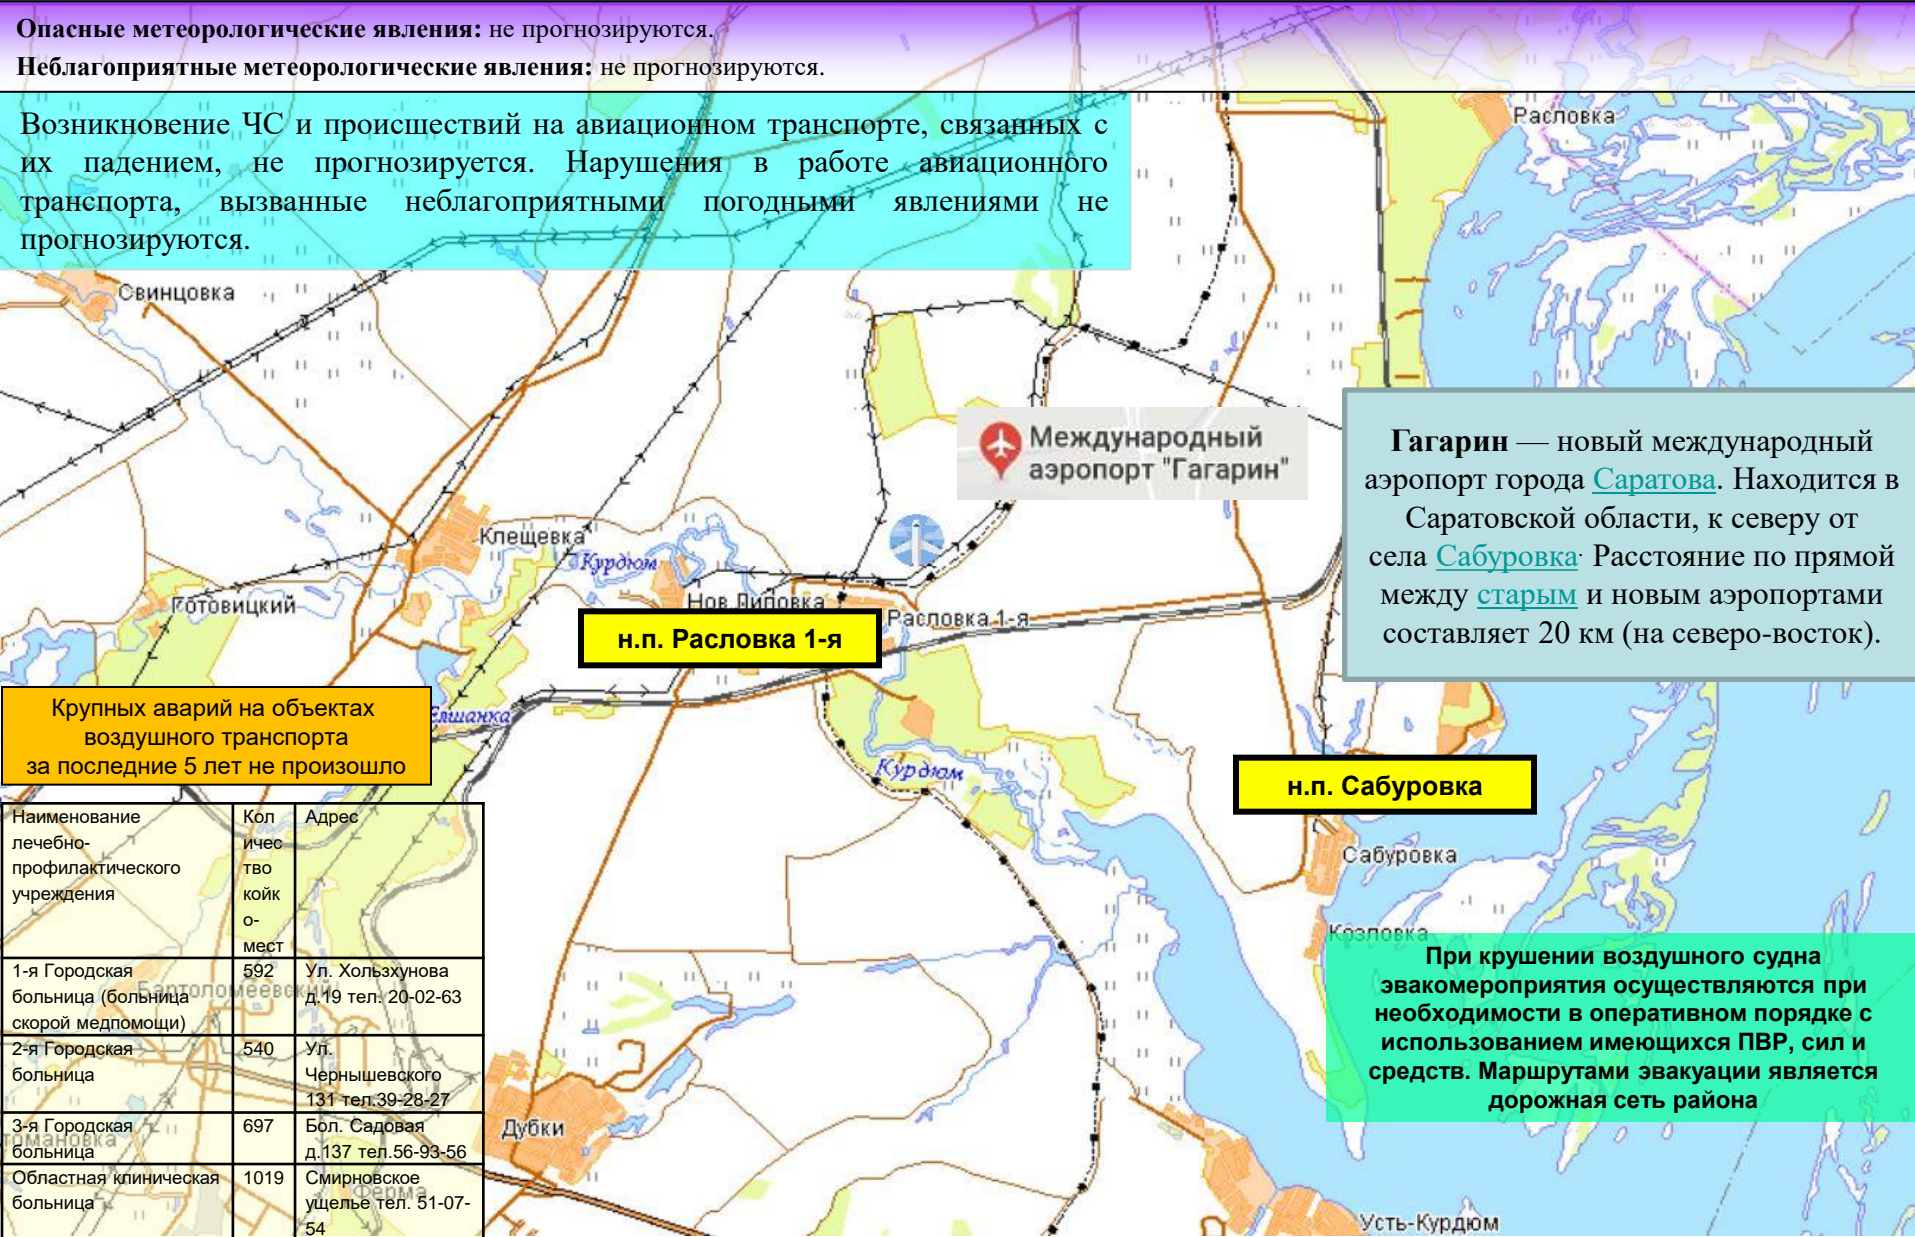 Опасные метеорологические явления: не прогнозируются.
Неблагоприятные метеорологические явления: не прогнозируются.
Возникновение ЧС и происшествий на авиационном транспорте, связанных с
их падением, не прогнозируется. Нарушения в работе авиационного
транспорта, вызванные неблагоприятными погодными явлениями не
прогнозируются.
Расловка
Свинцовка
Международный
аэропорт "Гагарин"
Гагарин — новый международный
аэропорт города Саратова. Находится в
Саратовской области, к северу от
села Сабуровка. Расстояние по прямой
между старым и новым аэропортами
составляет 20 км (на северо-восток).
Клещевка
Курдюм
Готовицкий
Нов.Липовка
Расловка 1-я
н.п. Расловка 1-я
Елшанка
Крупных аварий на объектах
воздушного транспорта
за последние 5 лет не произошло
Курдюм
н.п. Сабуровка
Сабуровка
Козловка
Наименование
лечебно-
профилактического
учреждения
Кол
ичес
тво
койк
о-
мест
Адрес
1-я Городская
больница (больница
скорой медпомощи)
592
Ул. Хользхунова
д.19 тел. 20-02-63
Бартоломеевский
2-я Городская
больница
540
Ул.
Чернышевского
131 тел.39-28-27
3-я Городская
больница
697
Бол. Садовая
д.137 тел.56-93-56
Областная клиническая
больница
1019
Смирновское
ущелье тел. 51-07-
54
Ферма
Дубки
При крушении воздушного судна
эвакомероприятия осуществляются при
необходимости в оперативном порядке с
использованием имеющихся ПВР, сил и
средств. Маршрутами эвакуации является
дорожная сеть района
Усть-Курдюм